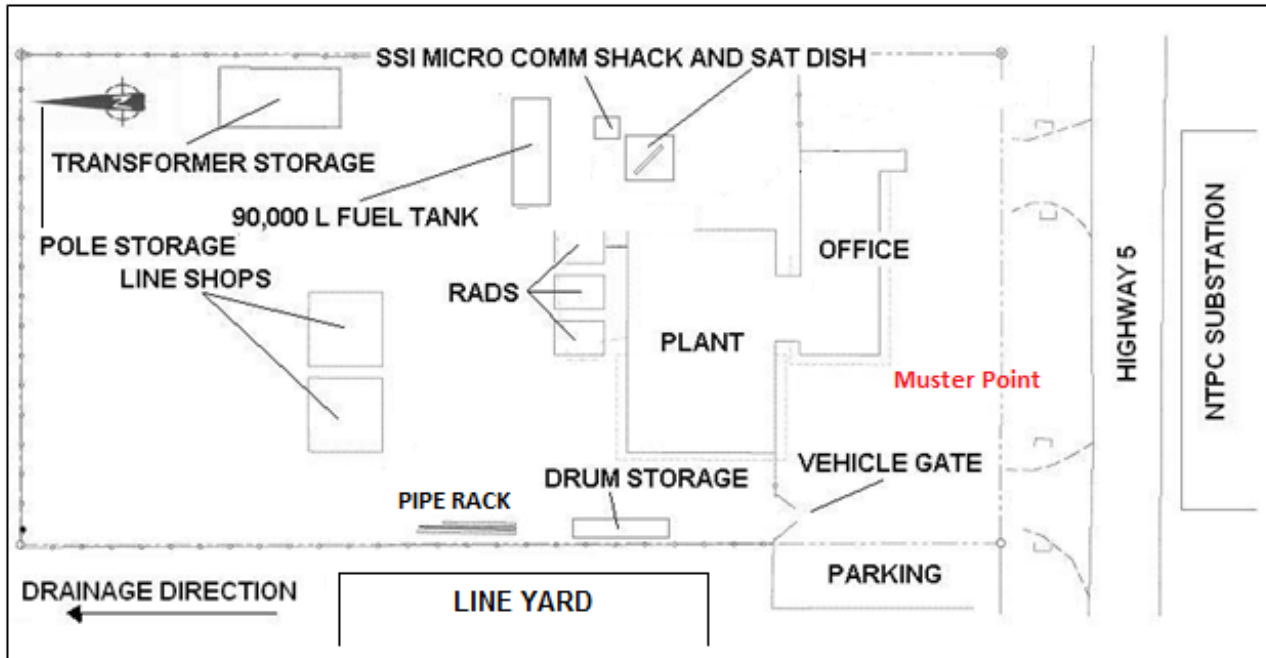 SSI MICRO COMM SHACK AND SAT DISH
N
TRANSFORMER STORAGE
90,000 L FUEL TANK
POLE STORAGE
LINE SHOPS
RADS
OFFICE
PLANT
HIGHWAY 5
NTPC SUBSTATION
Muster Point
VEHICLE GATE
DRUM STORAGE
PIPE RACK
PARKING
DRAINAGE DIRECTION
LINE YARD